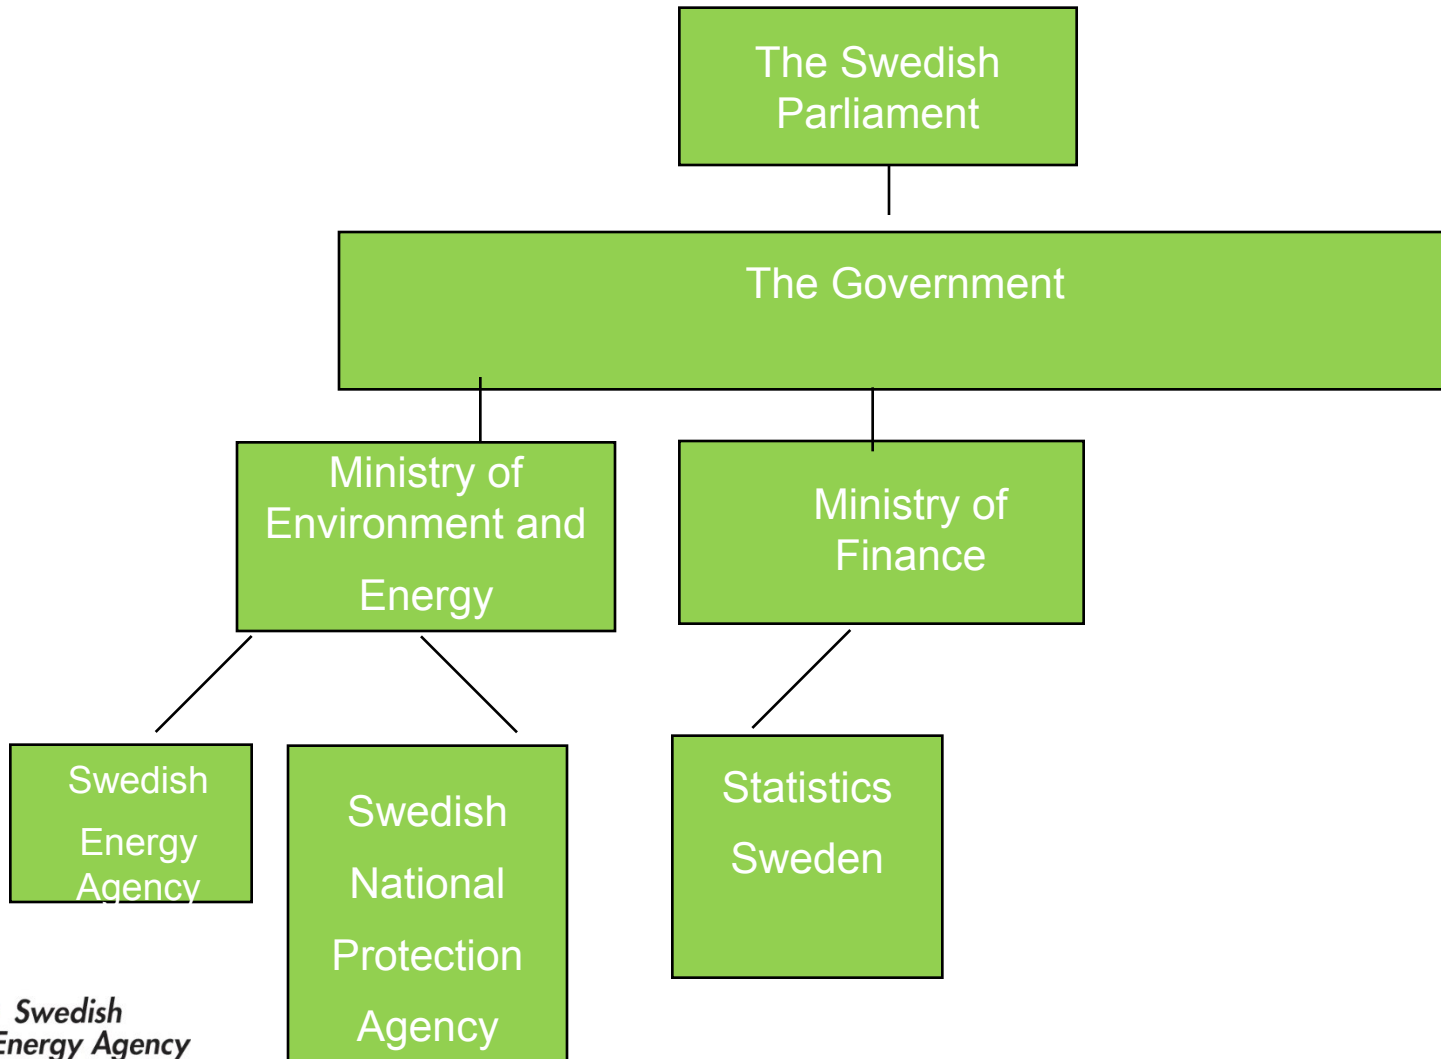 The Swedish
Parliament
The Government
Ministry of
Environment and
Energy
Ministry of
Finance
Swedish
Energy
Agency
Swedish
National
Protection
Agency
Statistics
Sweden
Swedish
Energy Agency